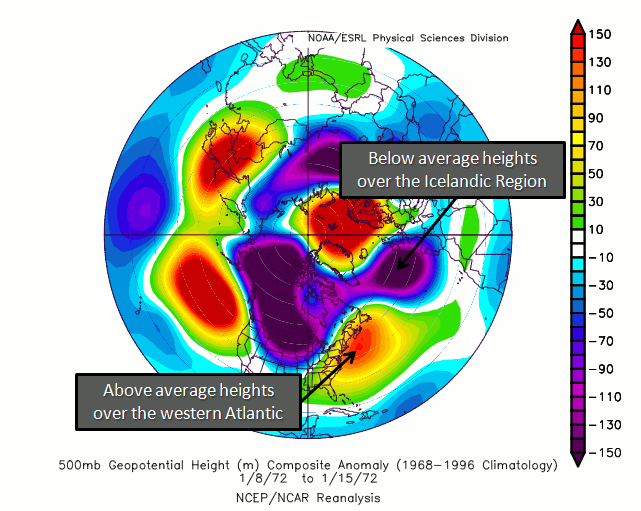 NOAA/ESRL Physical Sciences Division
150
130
110
90
70
50
30
10
−10
−30
−50
−70
−90
−110
−130
−150
Below average heights
over the Icelandic Region
Above average heights
over the western Atlantic
500mb Geopotential Height (m) Composite Anomaly (1968−1996 Climatology)
1/8/72 to 1/15/72
NCEP/NCAR Reanalysis